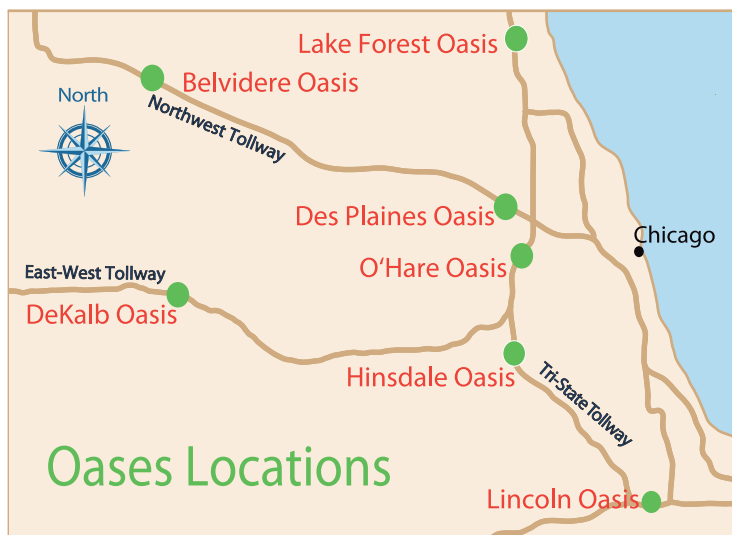 Lake Forest Oasis
Belvidere Oasis
North
Northwest Tollway
Des Plaines Oasis
Chicago
O'Hare Oasis
East-West Tollway
DeKalb Oasis
Hinsdale Oasis
Tri-State Tollway
Oases Locations
Lincoln Oasis